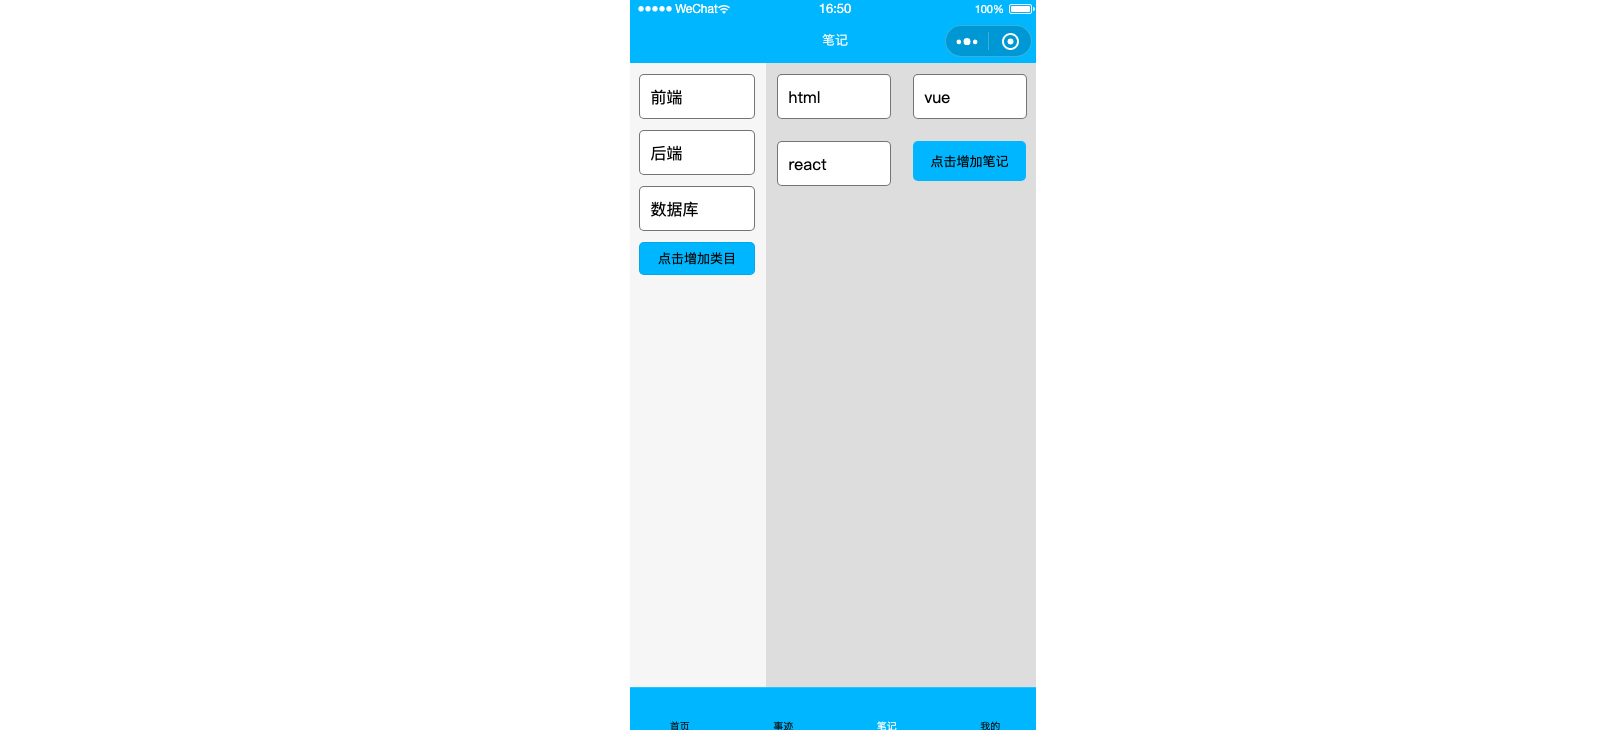 WeChat 16:50 100%
笔记
前端
后端
数据库
点击增加类目
html vue
react 点击增加笔记
首页 事迹 笔记 我的